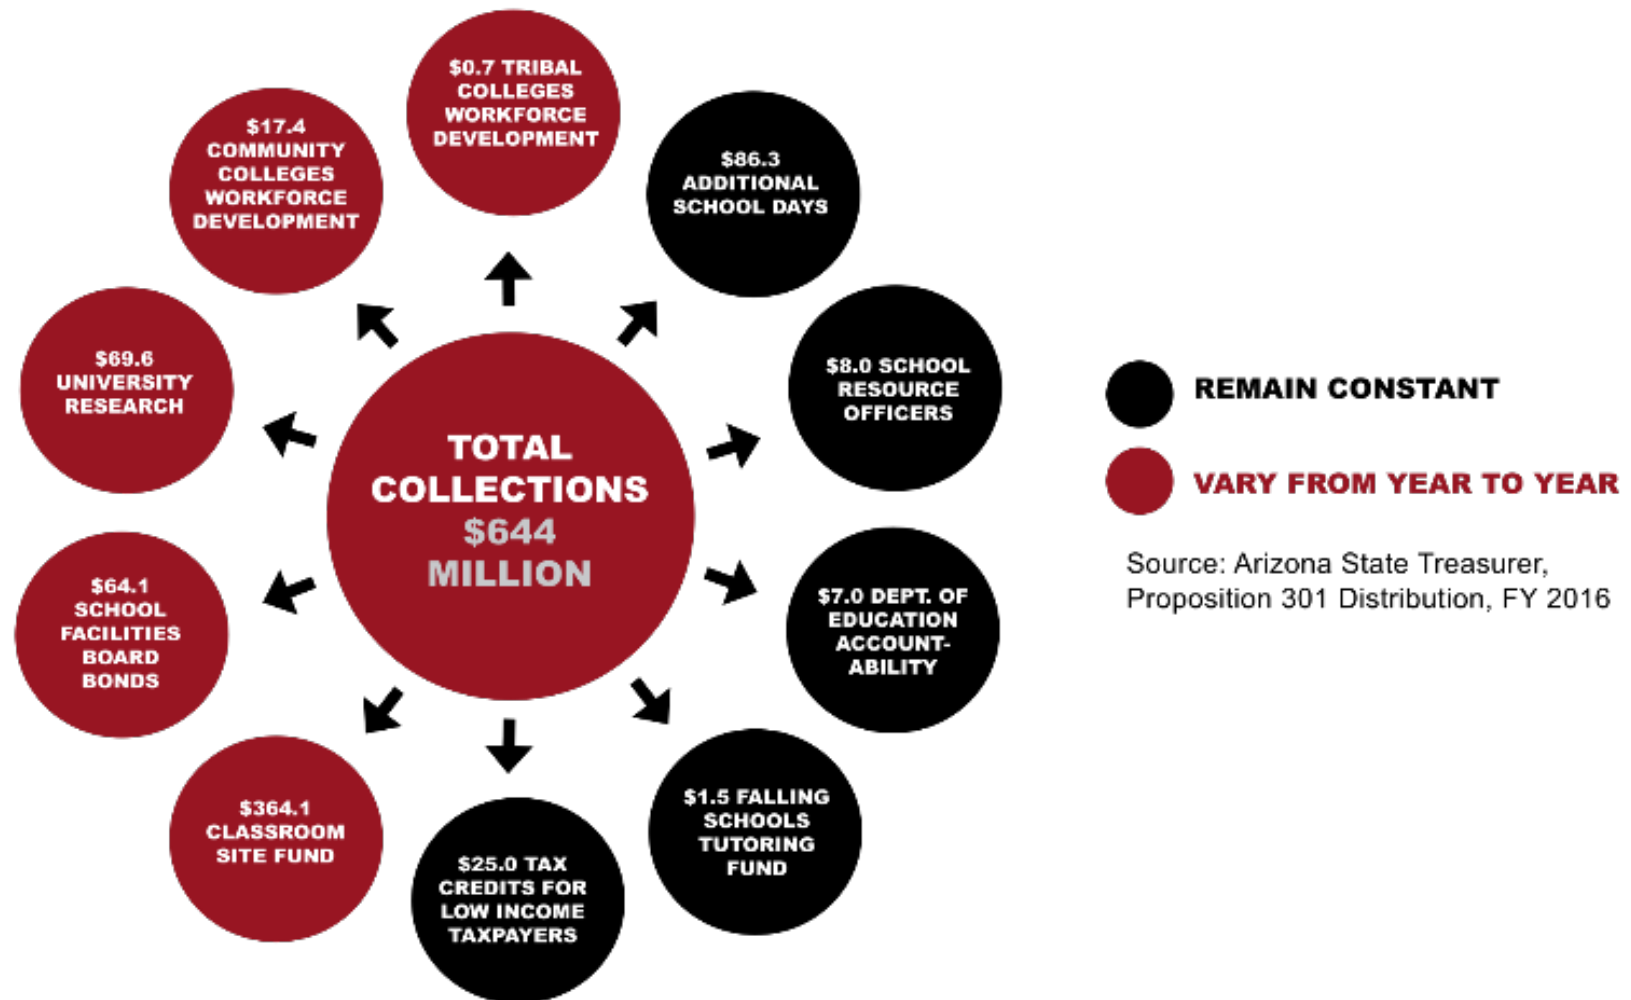 $0.7 TRIBAL
COLLEGES
WORKFORCE
DEVELOPMENT
$17.4
COMMUNITY
COLLEGES
WORKFORCE
DEVELOPMENT
$86.3
ADDITIONAL
SCHOOL DAYS
$69.6
UNIVERSITY
RESEARCH
$8.0 SCHOOL
RESOURCE
OFFICERS
TOTAL
COLLECTIONS
$644
MILLION
$64.1
SCHOOL
FACILITIES
BOARD
BONDS
$7.0 DEPT. OF
EDUCATION
ACCOUNT-
ABILITY
$364.1
CLASSROOM
SITE FUND
$25.0 TAX
CREDITS FOR
LOW INCOME
TAXPAYERS
$1.5 FALLING
SCHOOLS
TUTORING
FUND
REMAIN CONSTANT
VARY FROM YEAR TO YEAR
Source: Arizona State Treasurer,
Proposition 301 Distribution, FY 2016